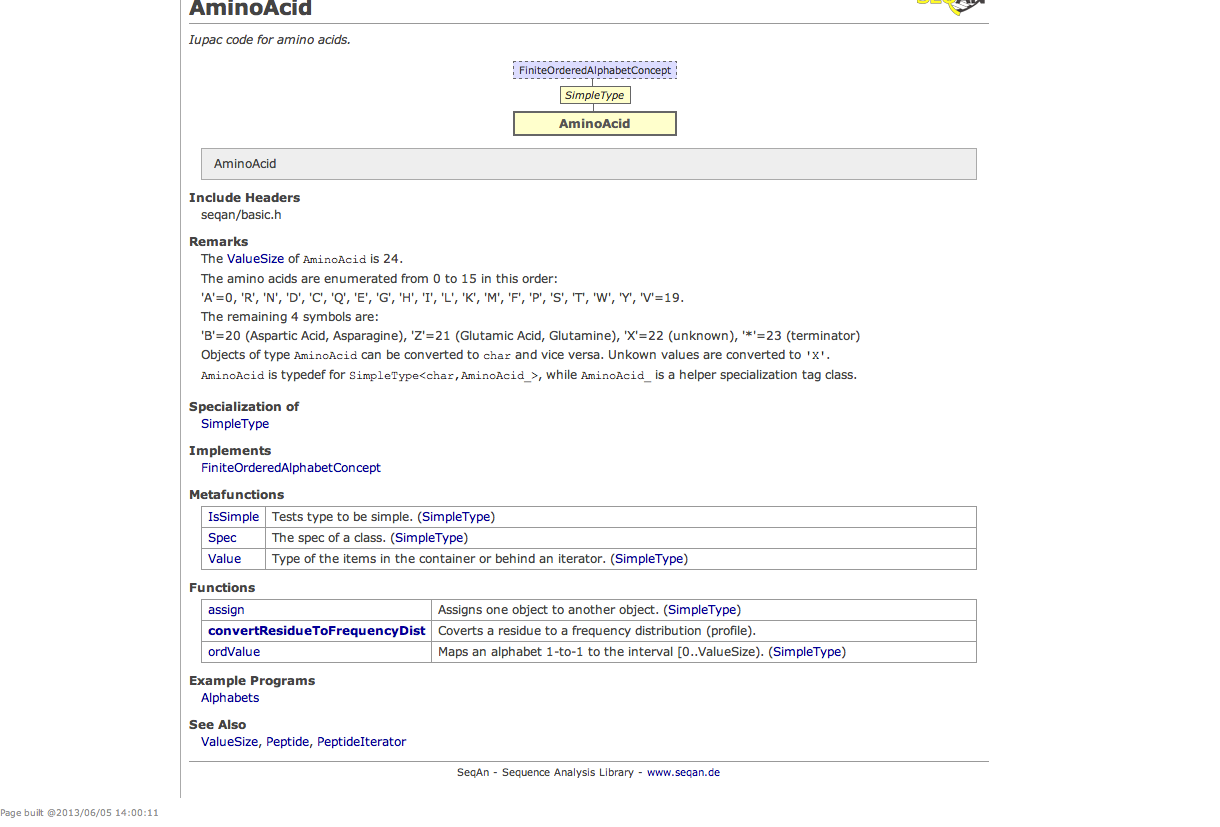 AminoAcid
Iupac code for amino acids.
FiniteOrderedAlphabetConcept
SimpleType
AminoAcid
AminoAcid
Include Headers
seqan/basic.h
Remarks
The ValueSize of AminoAcid is 24.
The amino acids are enumerated from 0 to 15 in this order:
'A'=0, 'R', 'N', 'D', 'C', 'Q', 'E', 'G', 'H', 'I', 'L', 'K', 'M', 'F', 'P', 'S', 'T', 'W', 'Y', 'V'=19.
The remaining 4 symbols are:
'B'=20 (Aspartic Acid, Asparagine), 'Z'=21 (Glutamic Acid, Glutamine), 'X'=22 (unknown), '*'=23 (terminator)
Objects of type AminoAcid can be converted to char and vice versa. Unkown values are converted to 'X'.
AminoAcid is typedef for SimpleType<char,AminoAcid_>, while AminoAcid_ is a helper specialization tag class.
Specialization of
SimpleType
Implements
FiniteOrderedAlphabetConcept
Metafunctions
IsSimple Tests type to be simple. (SimpleType)
Spec The spec of a class. (SimpleType)
Value Type of the items in the container or behind an iterator. (SimpleType)
Functions
assign Assigns one object to another object. (SimpleType)
convertResidueToFrequencyDist Coverts a residue to a frequency distribution (profile).
ordValue Maps an alphabet 1-to-1 to the interval [0..ValueSize). (SimpleType)
Example Programs
Alphabets
See Also
ValueSize, Peptide, PeptideIterator
SeqAn - Sequence Analysis Library - www.seqan.de
Page built @2013/06/05 14:00:11